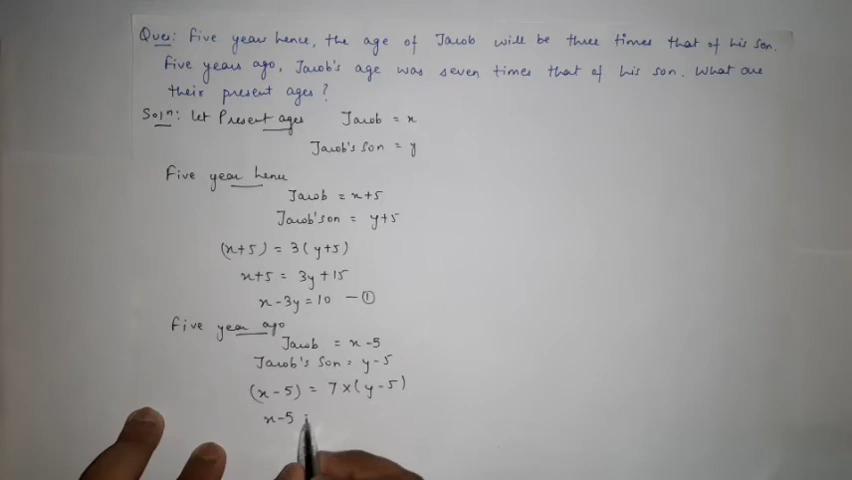 Ques: Five years hence, the age of Jacob will be three times that of his son.
Five years ago, Jacob's age was seven times that of his son. What are
their present ages?
Soln: Let Present ages Jacob = x
Jacob's son = y
Five year hence
Jacob = x+5
Jacob'son = y+5
(x+5) = 3(y+5)
x+5 = 3y+15
x-3y = 10 —①
Five year ago
Jacob = x-5
Jacob's Son = y-5
(x-5) = 7×(y-5)
x-5